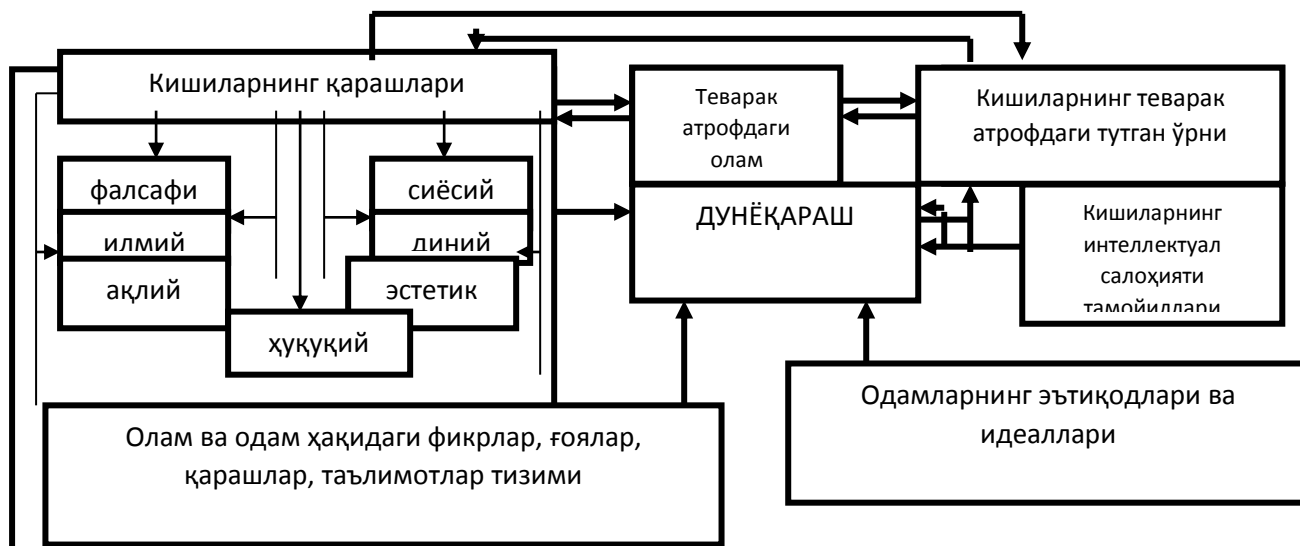 Кишиларнинг қарашлари
Теварак
атрофдаги
олам
Кишиларнинг теварак
атрофдаги тутган ўрни
фалсафи
сиёсий
илмий
диний
ақлий
эстетик
ҳуқуқий
ДУНЁҚАРАШ
Кишиларнинг
интеллектуал
салоҳияти
тамойиллари
Олам ва одам ҳақидаги фикрлар, ғоялар,
қарашлар, таълимотлар тизими
Одамларнинг эътиқодлари ва
идеаллари